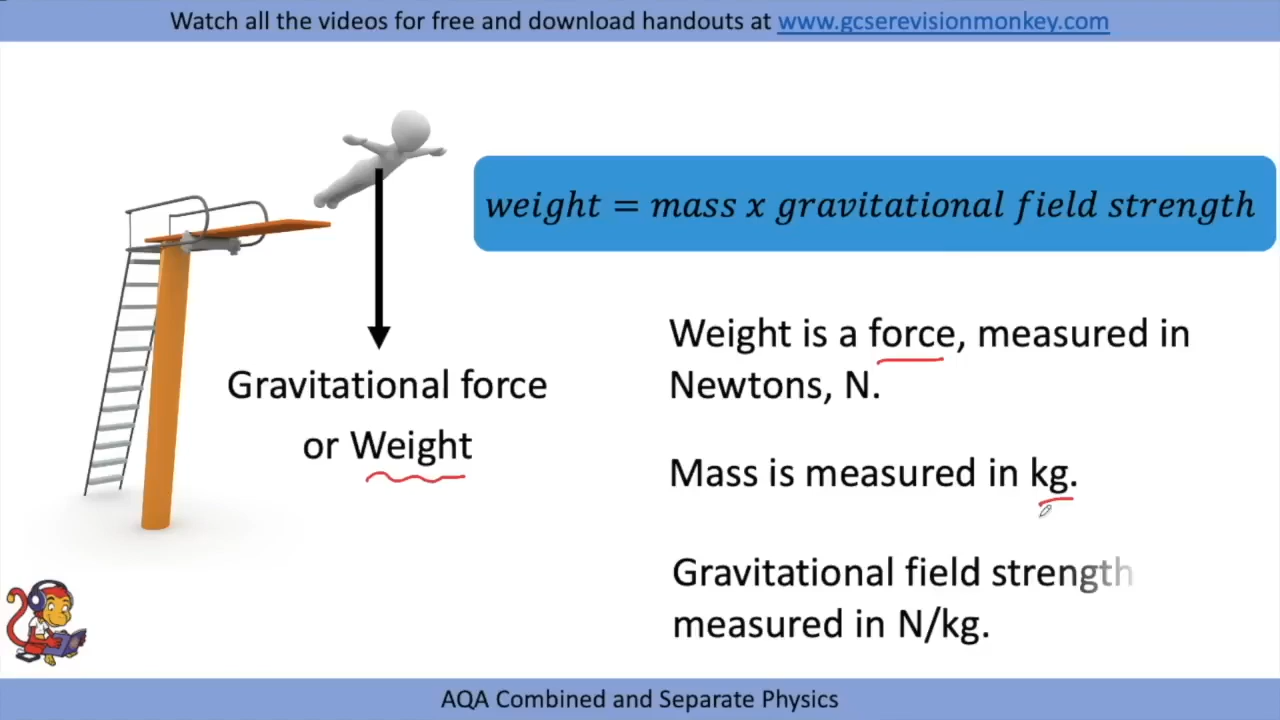 Watch all the videos for free and download handouts at www.gcserevisionmonkey.com
weight = mass x gravitational field strength
Gravitational force
or Weight
Weight is a force, measured in
Newtons, N.
Mass is measured in kg.
Gravitational field strength
measured in N/kg.
AQA Combined and Separate Physics